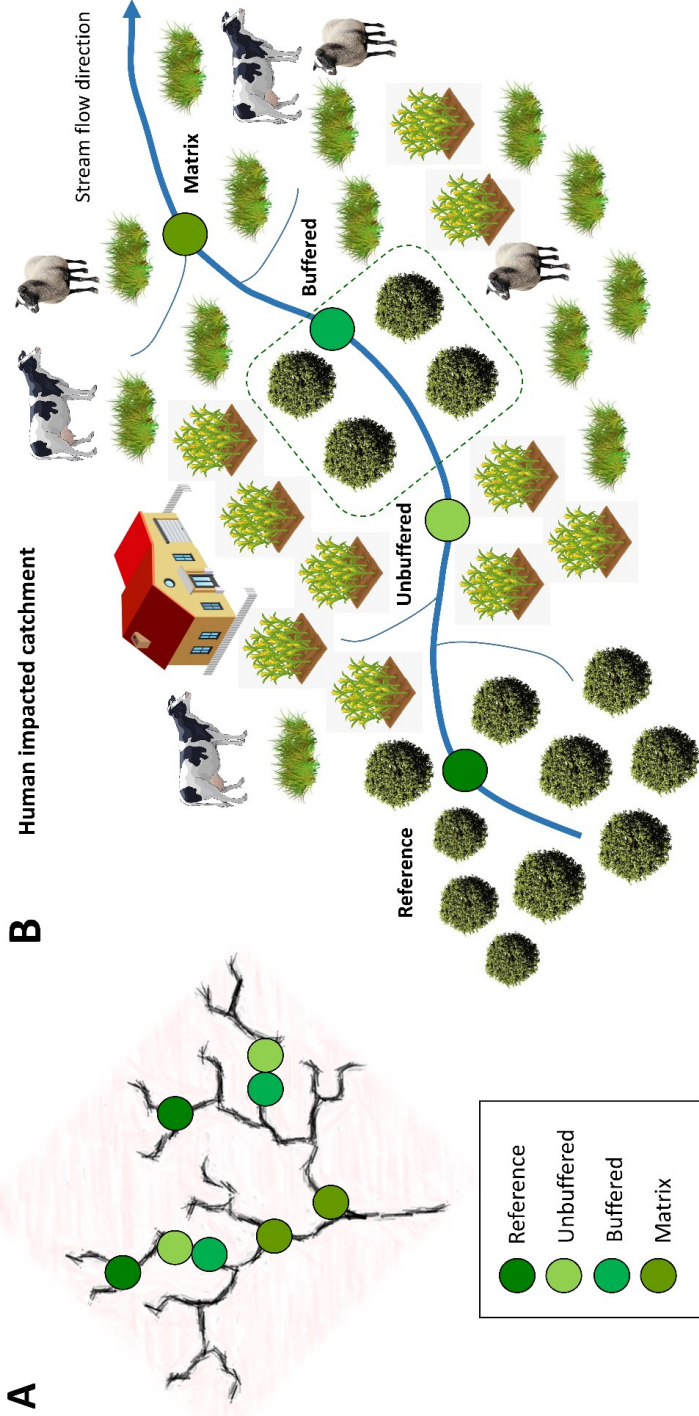 A
Reference
Unbuffered
Buffered
Matrix
B
Human impacted catchment
Stream flow direction
Reference
Unbuffered
Buffered
Matrix